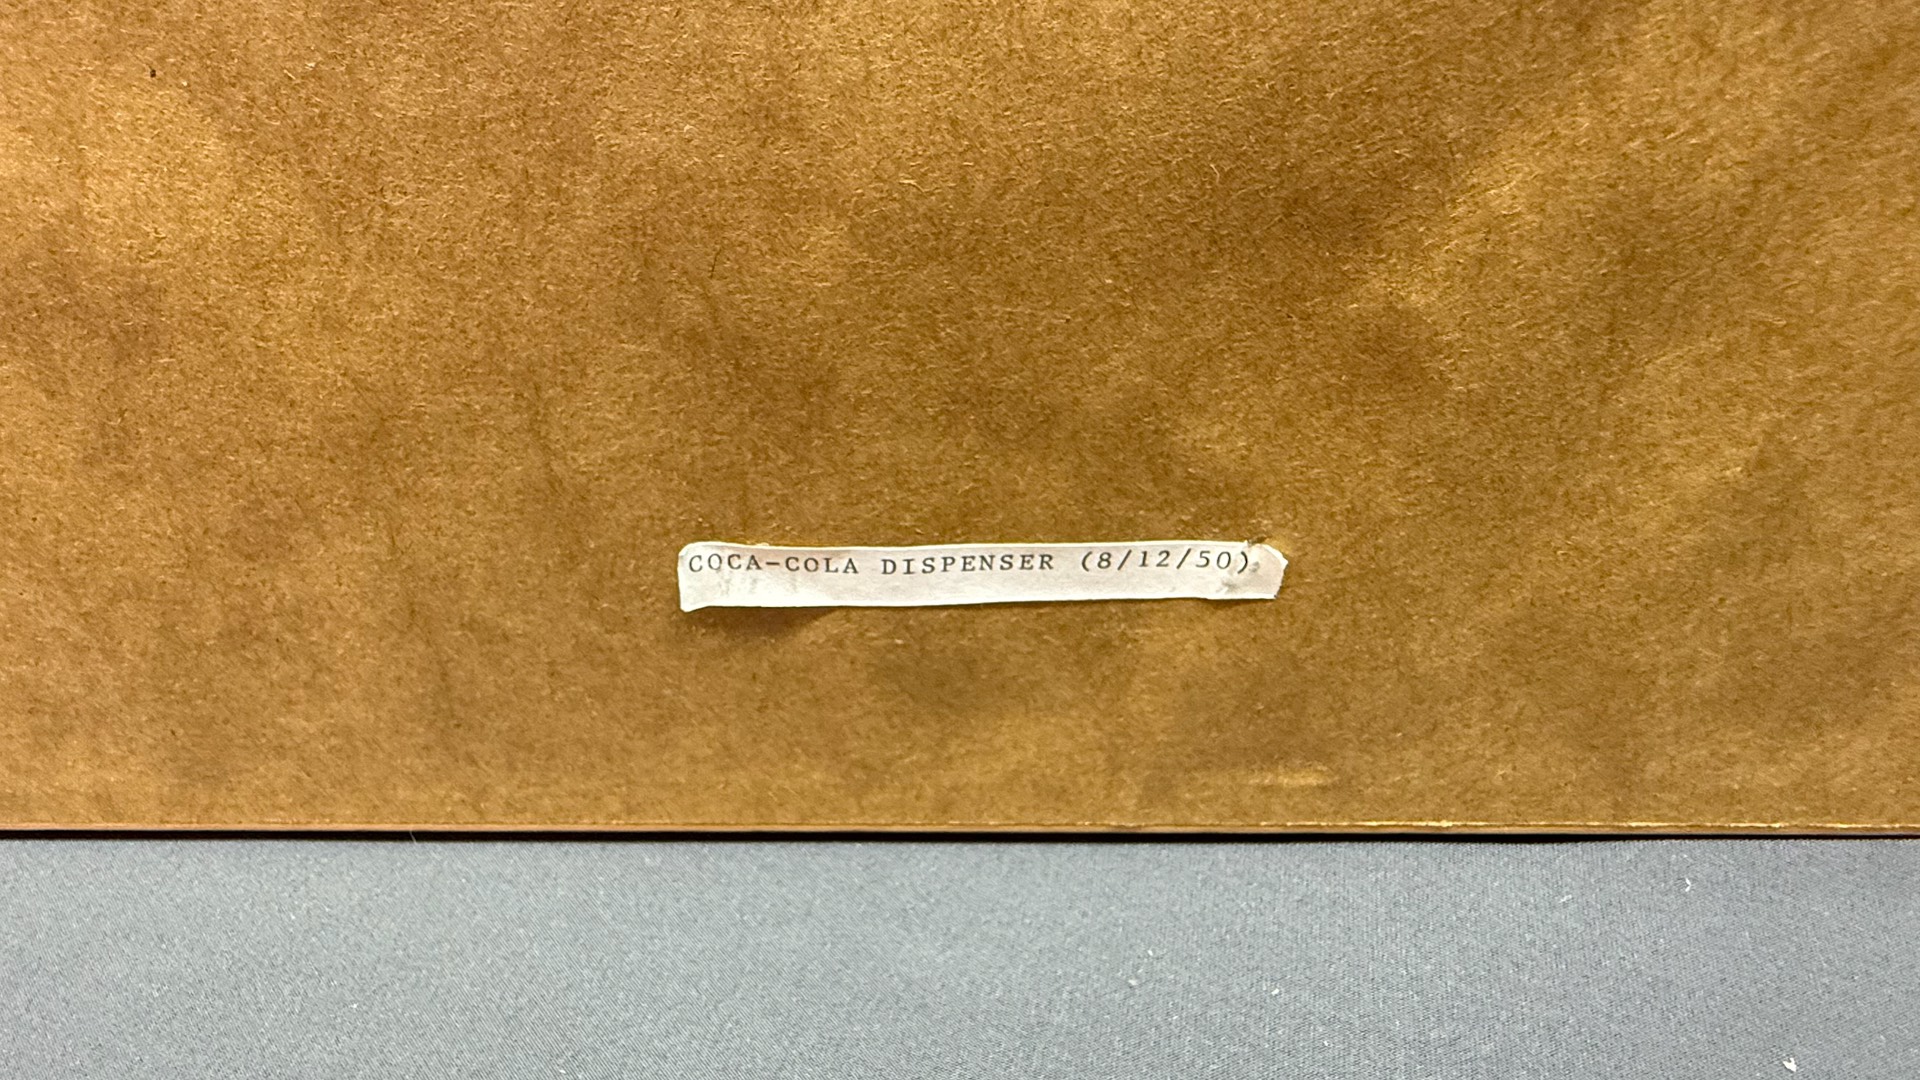 COCA-COLA DISPENSER (8/12/50)